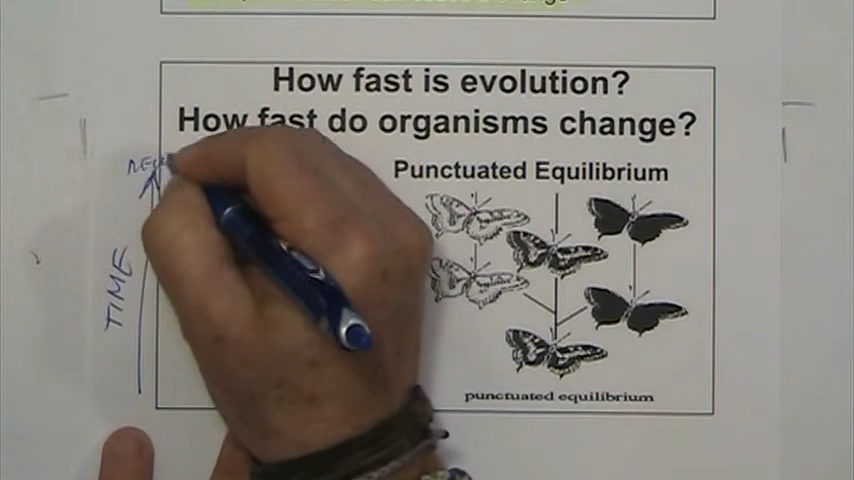 How fast is evolution?
How fast do organisms change?
Punctuated Equilibrium
TIME
punctuated equilibrium